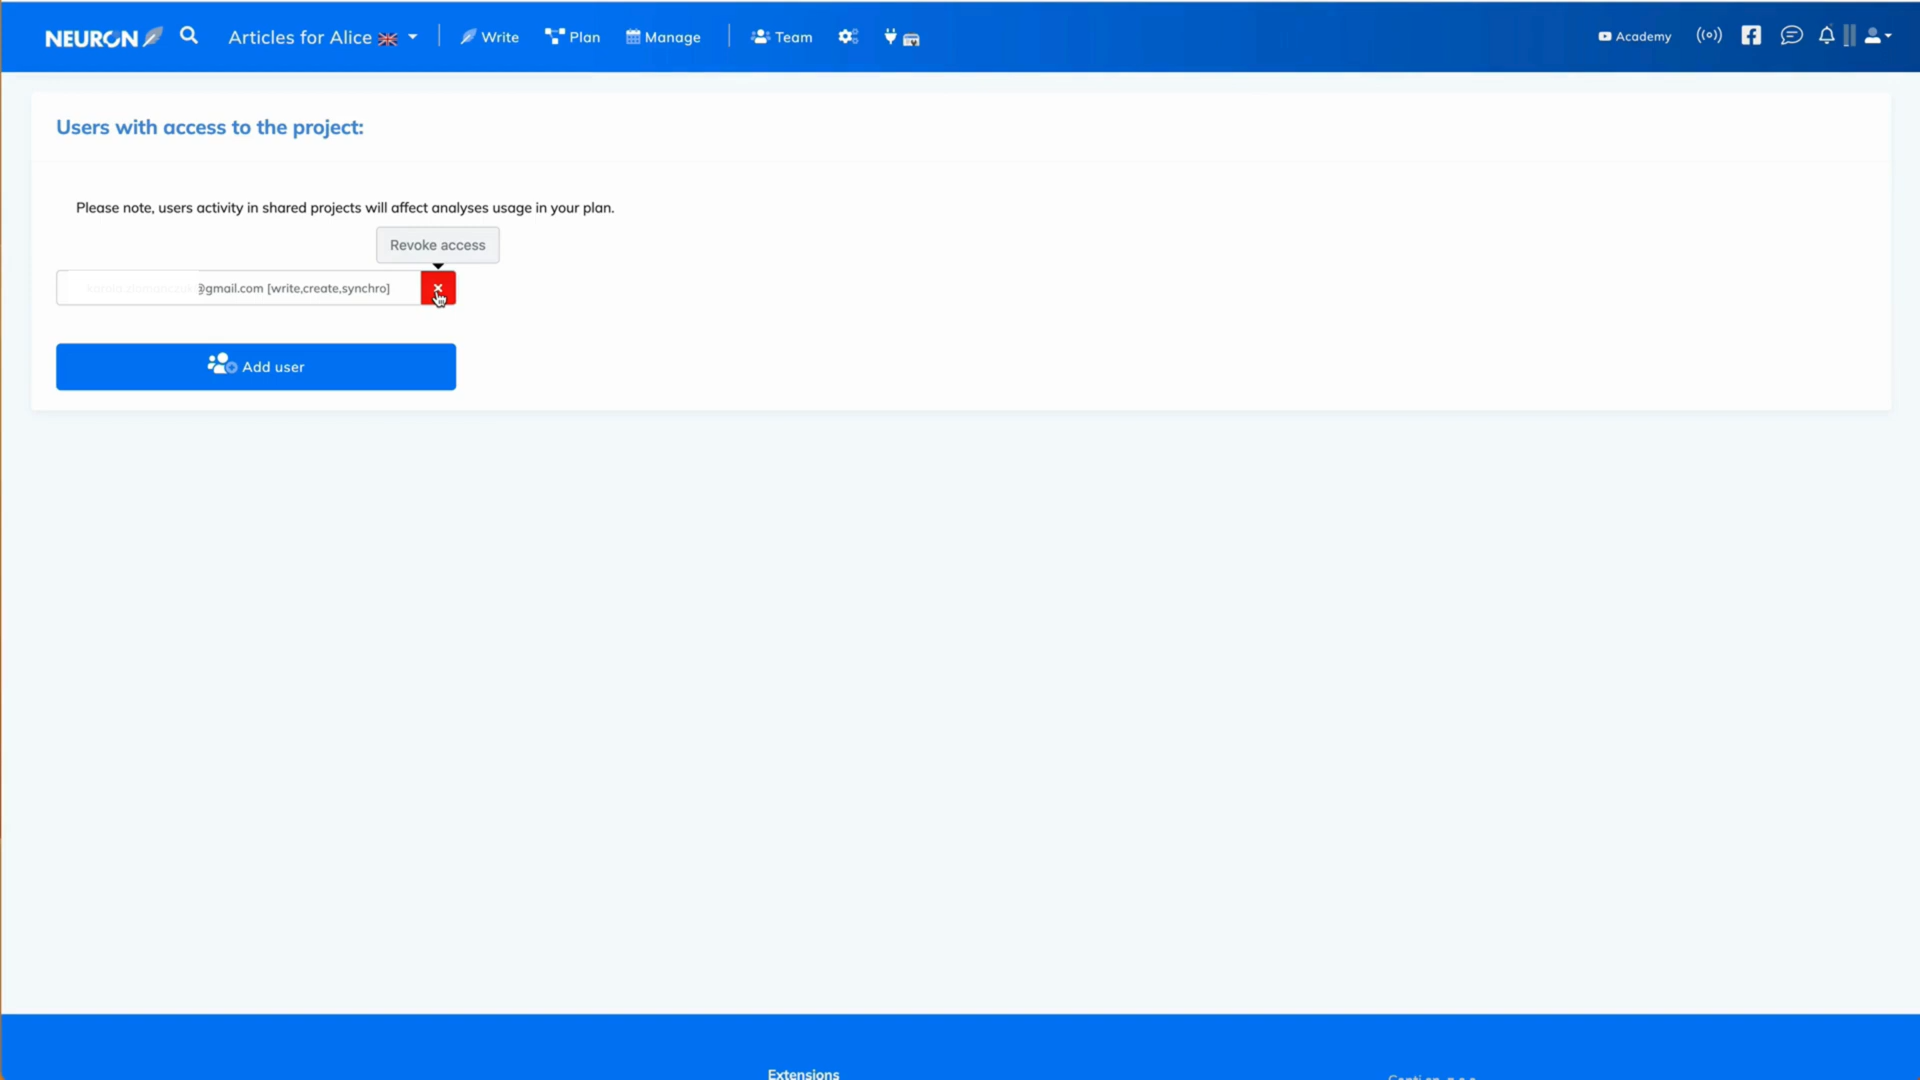 NEURON
Articles for Alice
Write
Plan
Manage
Team
Academy
Users with access to the project:
Please note, users activity in shared projects will affect analyses usage in your plan.
Revoke access
@gmail.com [write,create,synchro]
Add user
Extensions